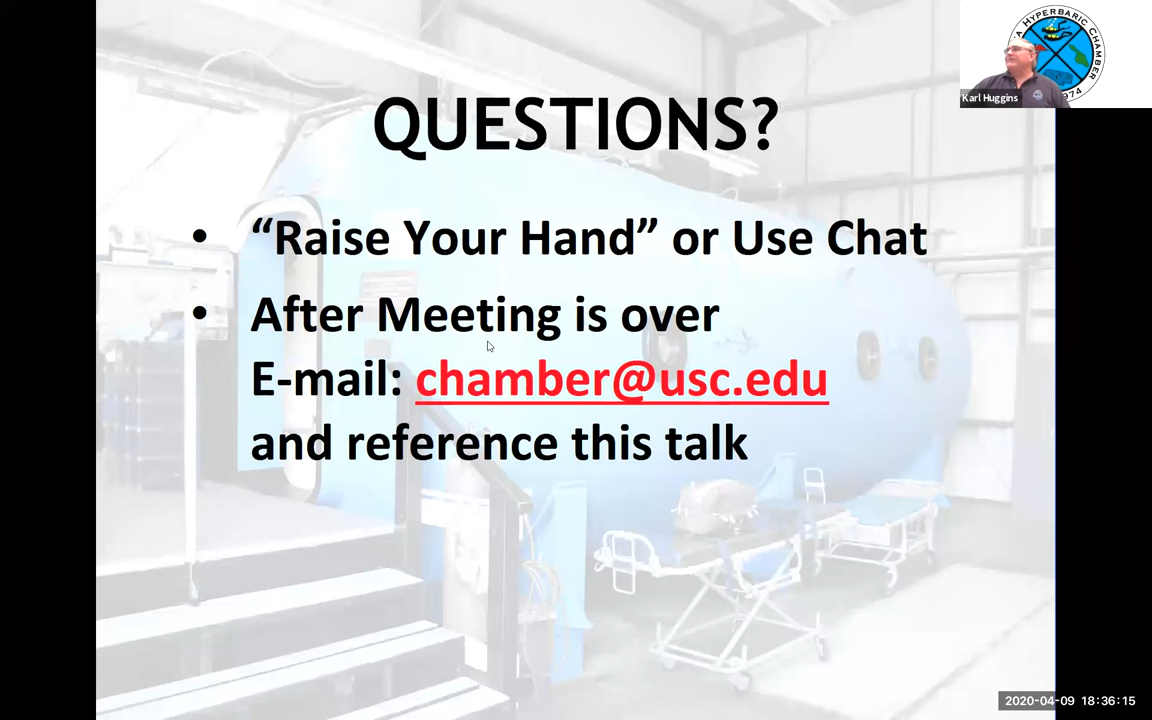 QUESTIONS?
• “Raise Your Hand” or Use Chat
• After Meeting is over
E-mail: chamber@usc.edu
and reference this talk
A HYPERBARIC CHAMBER
974
Karl Huggins
2020-04-09 18:36:15